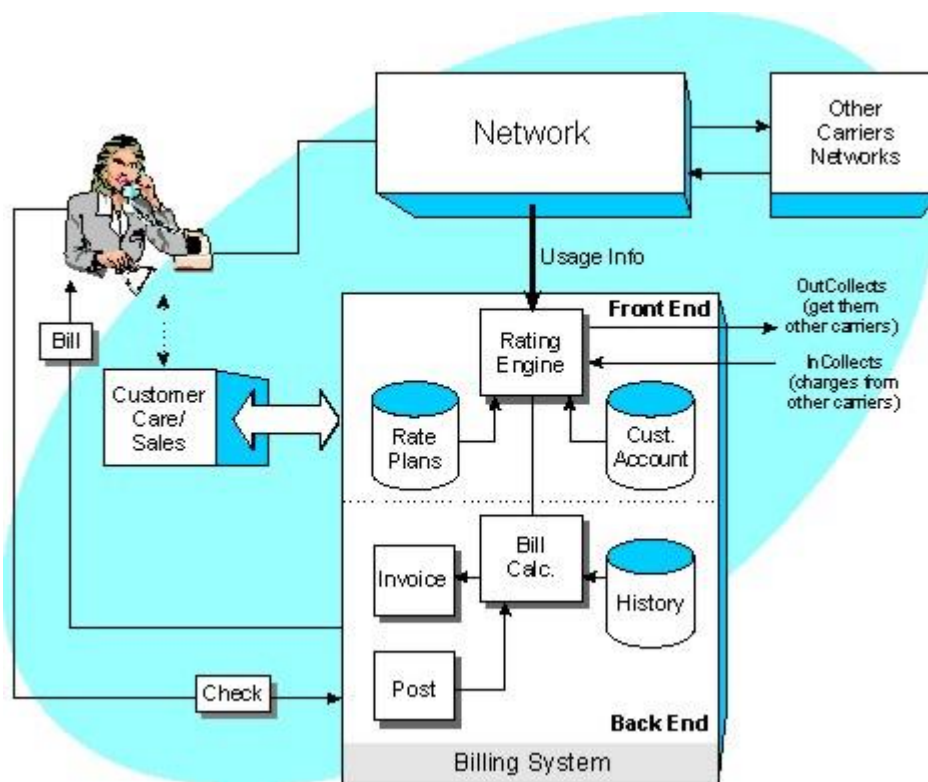 Network
Other
Carriers
Networks
Usage Info
OutCollects
(get them
other carriers)
Front End
Rating
Engine
InCollects
(charges from
other carriers)
Bill
Customer
Care/
Sales
Rate
Plans
Cust.
Account
Bill
Calc.
Invoice
History
Post
Check
Back End
Billing System